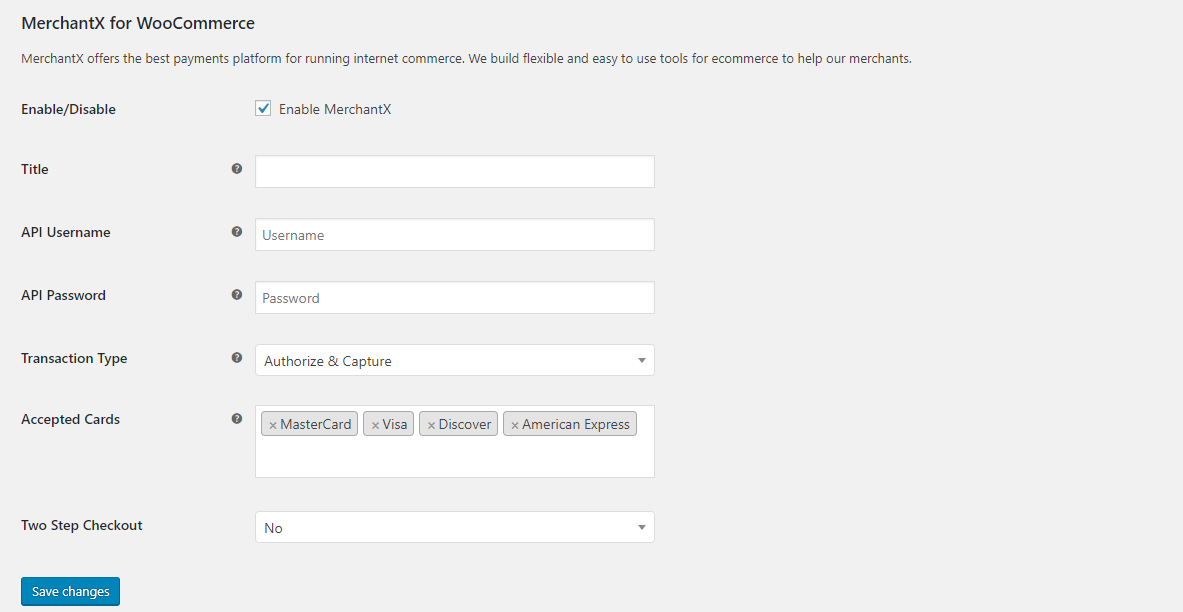 MerchantX for WooCommerce
MerchantX offers the best payments platform for running internet commerce. We build flexible and easy to use tools for ecommerce to help our merchants.
Enable/Disable
Enable MerchantX
Title ?
API Username ?
Username
API Password ?
Password
Transaction Type ?
Authorize & Capture
Accepted Cards ?
× MasterCard × Visa × Discover × American Express
Two Step Checkout
No
Save changes